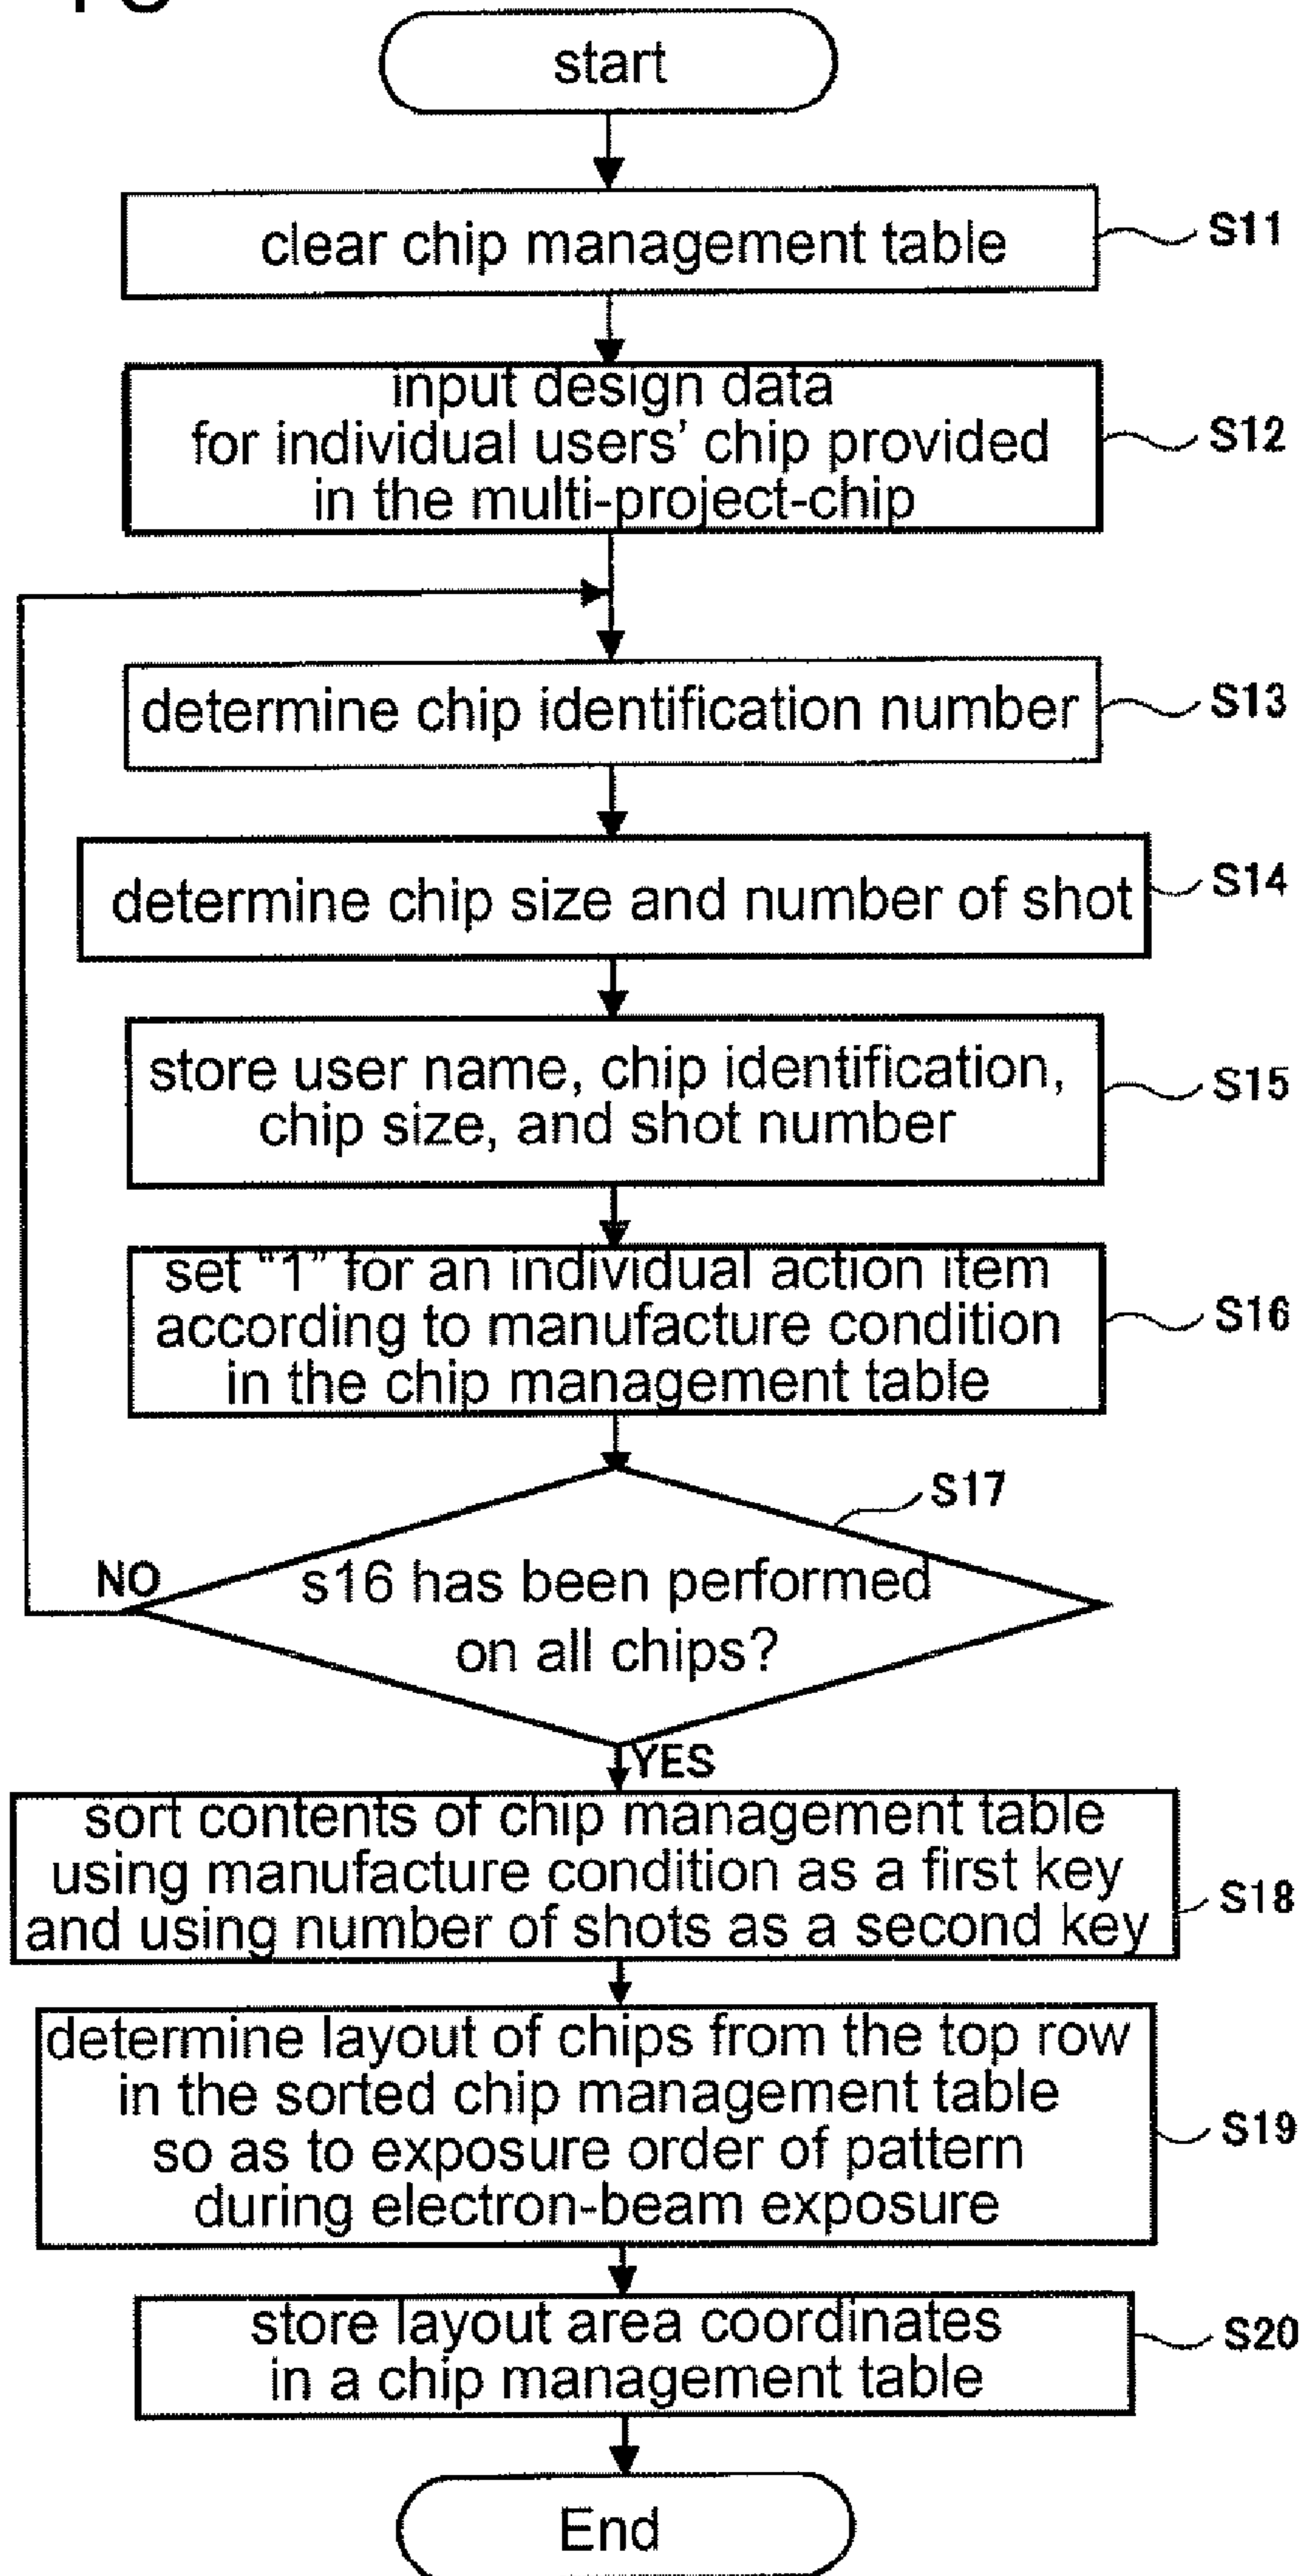 start
clear chip management table
S11
input design data
for individual users' chip provided
in the multi-project-chip
S12
determine chip identification number
S13
determine chip size and number of shot
S14
store user name, chip identification,
chip size, and shot number
S15
set "1" for an individual action item
according to manufacture condition
in the chip management table
S16
S17
NO
s16 has been performed
on all chips?
YES
sort contents of chip management table
using manufacture condition as a first key
and using number of shots as a second key
S18
determine layout of chips from the top row
in the sorted chip management table
so as to exposure order of pattern
during electron-beam exposure
S19
store layout area coordinates
in a chip management table
S20
End